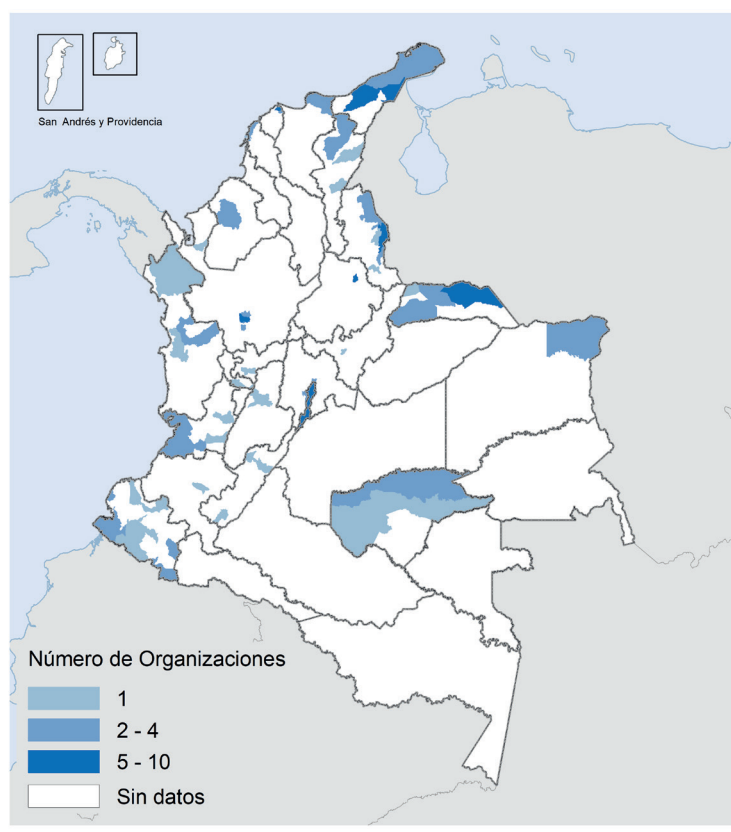 San Andrés y Providencia
Número de Organizaciones
1
2 - 4
5 - 10
Sin datos